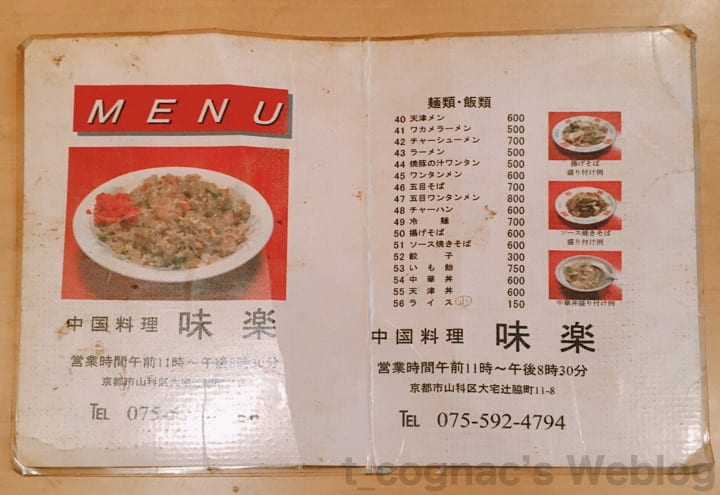 MENU
中国料理 味楽
営業時間午前11時～午後8時30分
京都市山科区大宅辻脇町
TEL 075-5
麺類・飯類
40 天津メン 600
41 ワカメラーメン 500
42 チャーシューメン 700
43 ラーメン 500
44 焼豚の汁ワンタン 500
45 ワンタンメン 600
46 五目そば 700
47 五目ワンタンメン 800
48 チャーハン 600
49 冷麺 700
50 揚げそば 600
51 ソース焼きそば 600
52 餃子 300
53 いも飴 750
54 中華丼 600
55 天津丼 600
56 ライス 小 150
揚げそば
盛り付け例
ソース焼きそば
盛り付け例
中華丼盛り付け例
中国料理 味楽
営業時間午前11時～午後8時30分
京都市山科区大宅辻脇町11-8
TEL 075-592-4794
t_cognac's Weblog